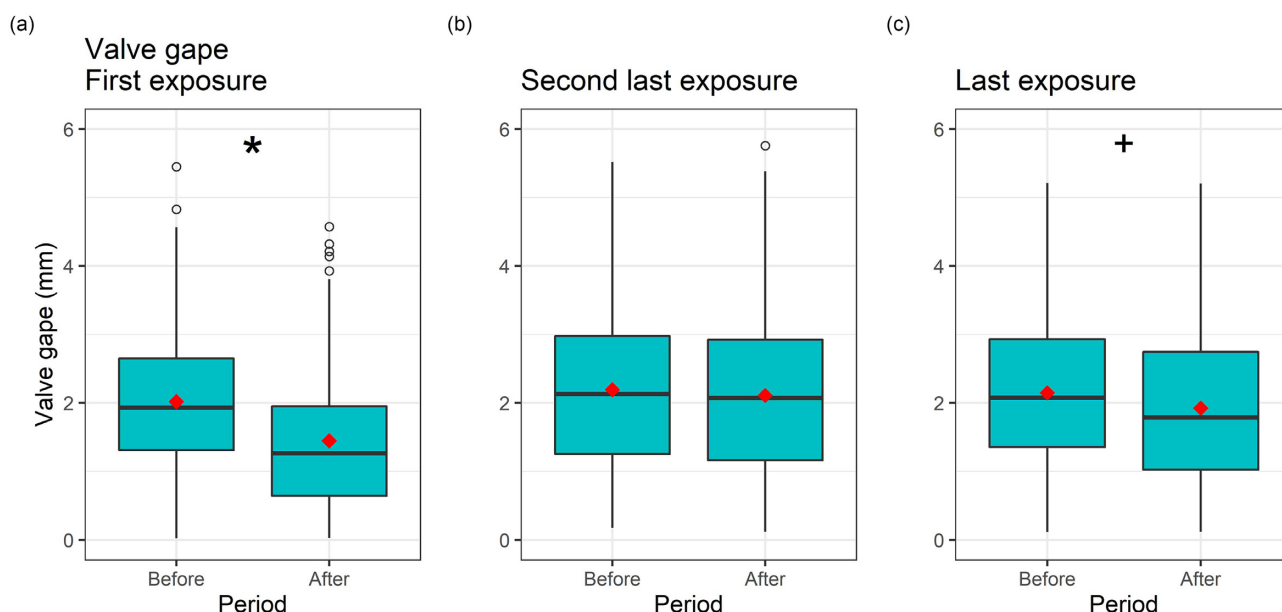 (a)
Valve gape
First exposure
*
6
4
2
0
Valve gape (mm)
Before
After
Period
(b)
Second last exposure
6
4
2
0
Before
After
Period
(c)
Last exposure
+
6
4
2
0
Before
After
Period